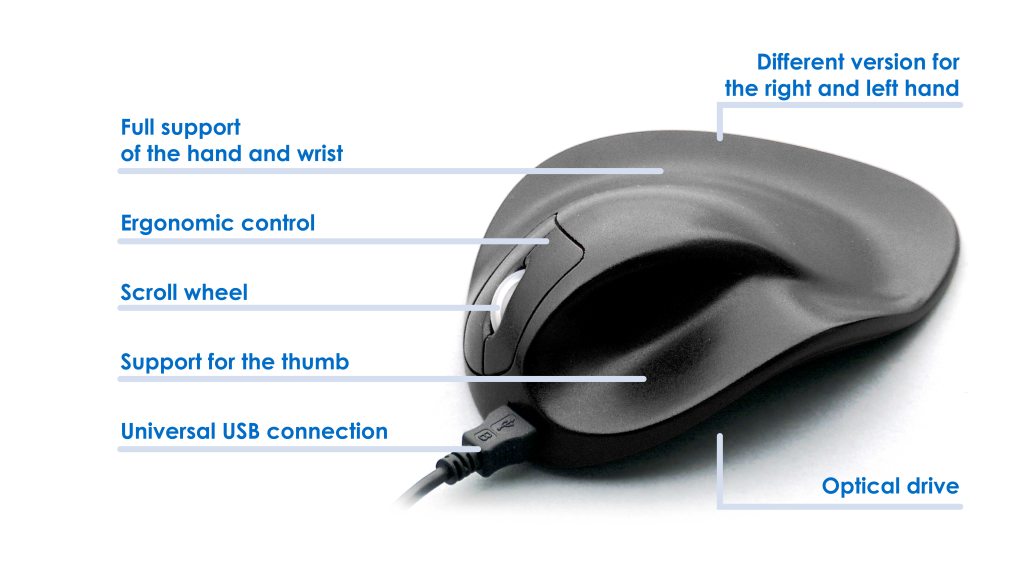 Different version for
the right and left hand
Full support
of the hand and wrist
Ergonomic control
Scroll wheel
Support for the thumb
Universal USB connection
Optical drive